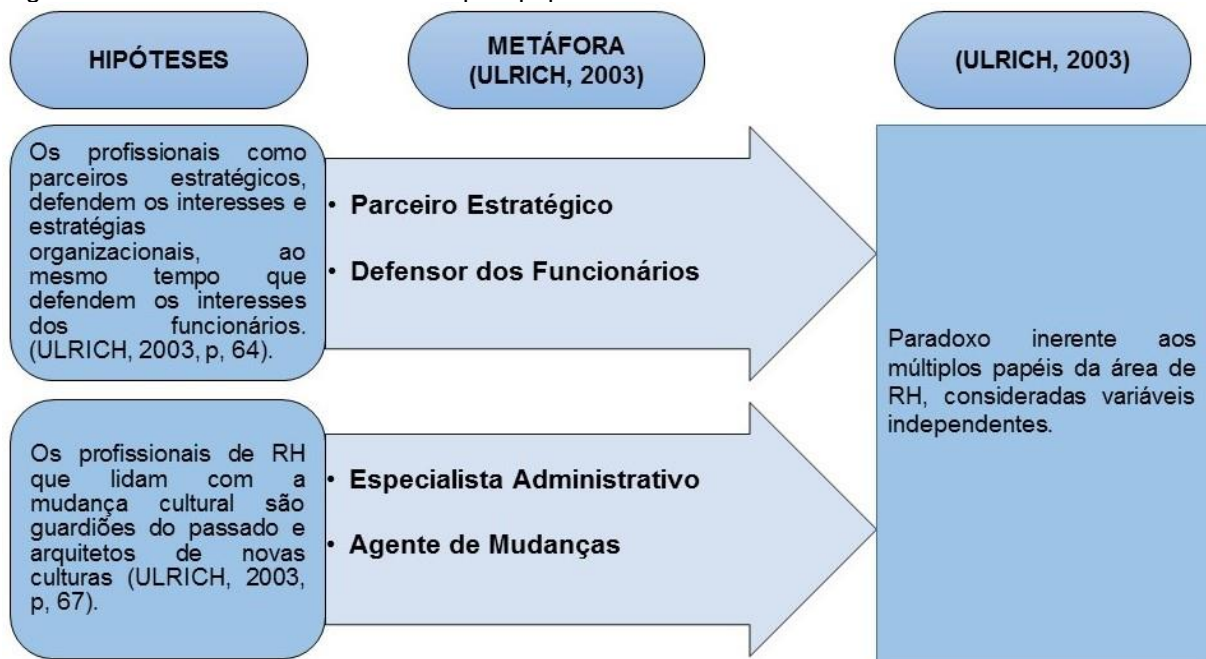 HIPÓTESES
METÁFORA
(ULRICH, 2003)
(ULRICH, 2003)
Os profissionais como
parceiros estratégicos,
defendem os interesses e
estratégias
organizacionais, ao
mesmo tempo que
defendem os interesses
dos funcionários.
(ULRICH, 2003, p, 64).
• Parceiro Estratégico
• Defensor dos Funcionários
Os profissionais de RH
que lidam com a
mudança cultural são
guardiões do passado e
arquitetos de novas
culturas (ULRICH, 2003,
p, 67).
• Especialista Administrativo
• Agente de Mudanças
Paradoxo inerente aos
múltiplos papéis da área de
RH, consideradas variáveis
independentes.